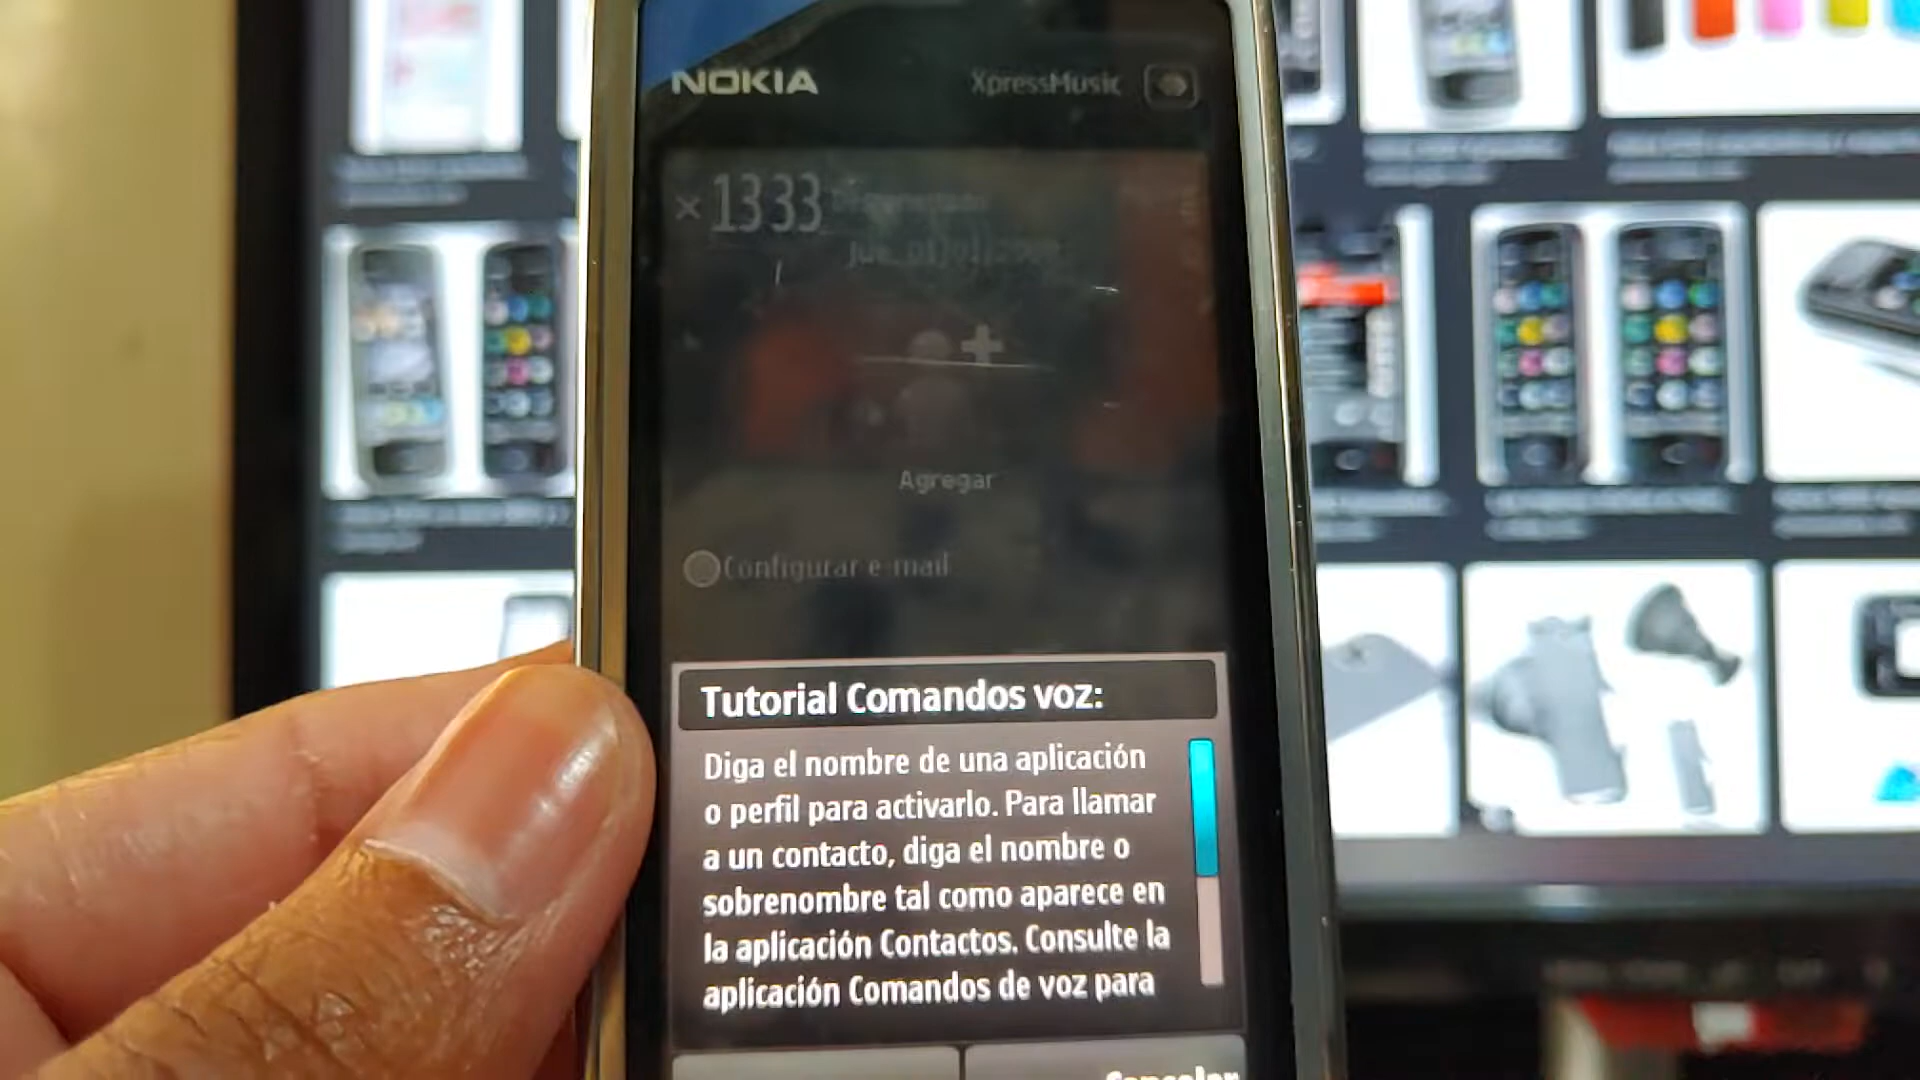 NOKIA
XpressMusic
13 33
Agregar
Configurar e-mail
Tutorial Comandos voz:
Diga el nombre de una aplicación
o perfil para activarlo. Para llamar
a un contacto, diga el nombre o
sobrenombre tal como aparece en
la aplicación Contactos. Consulte la
aplicación Comandos de voz para
Cancelar